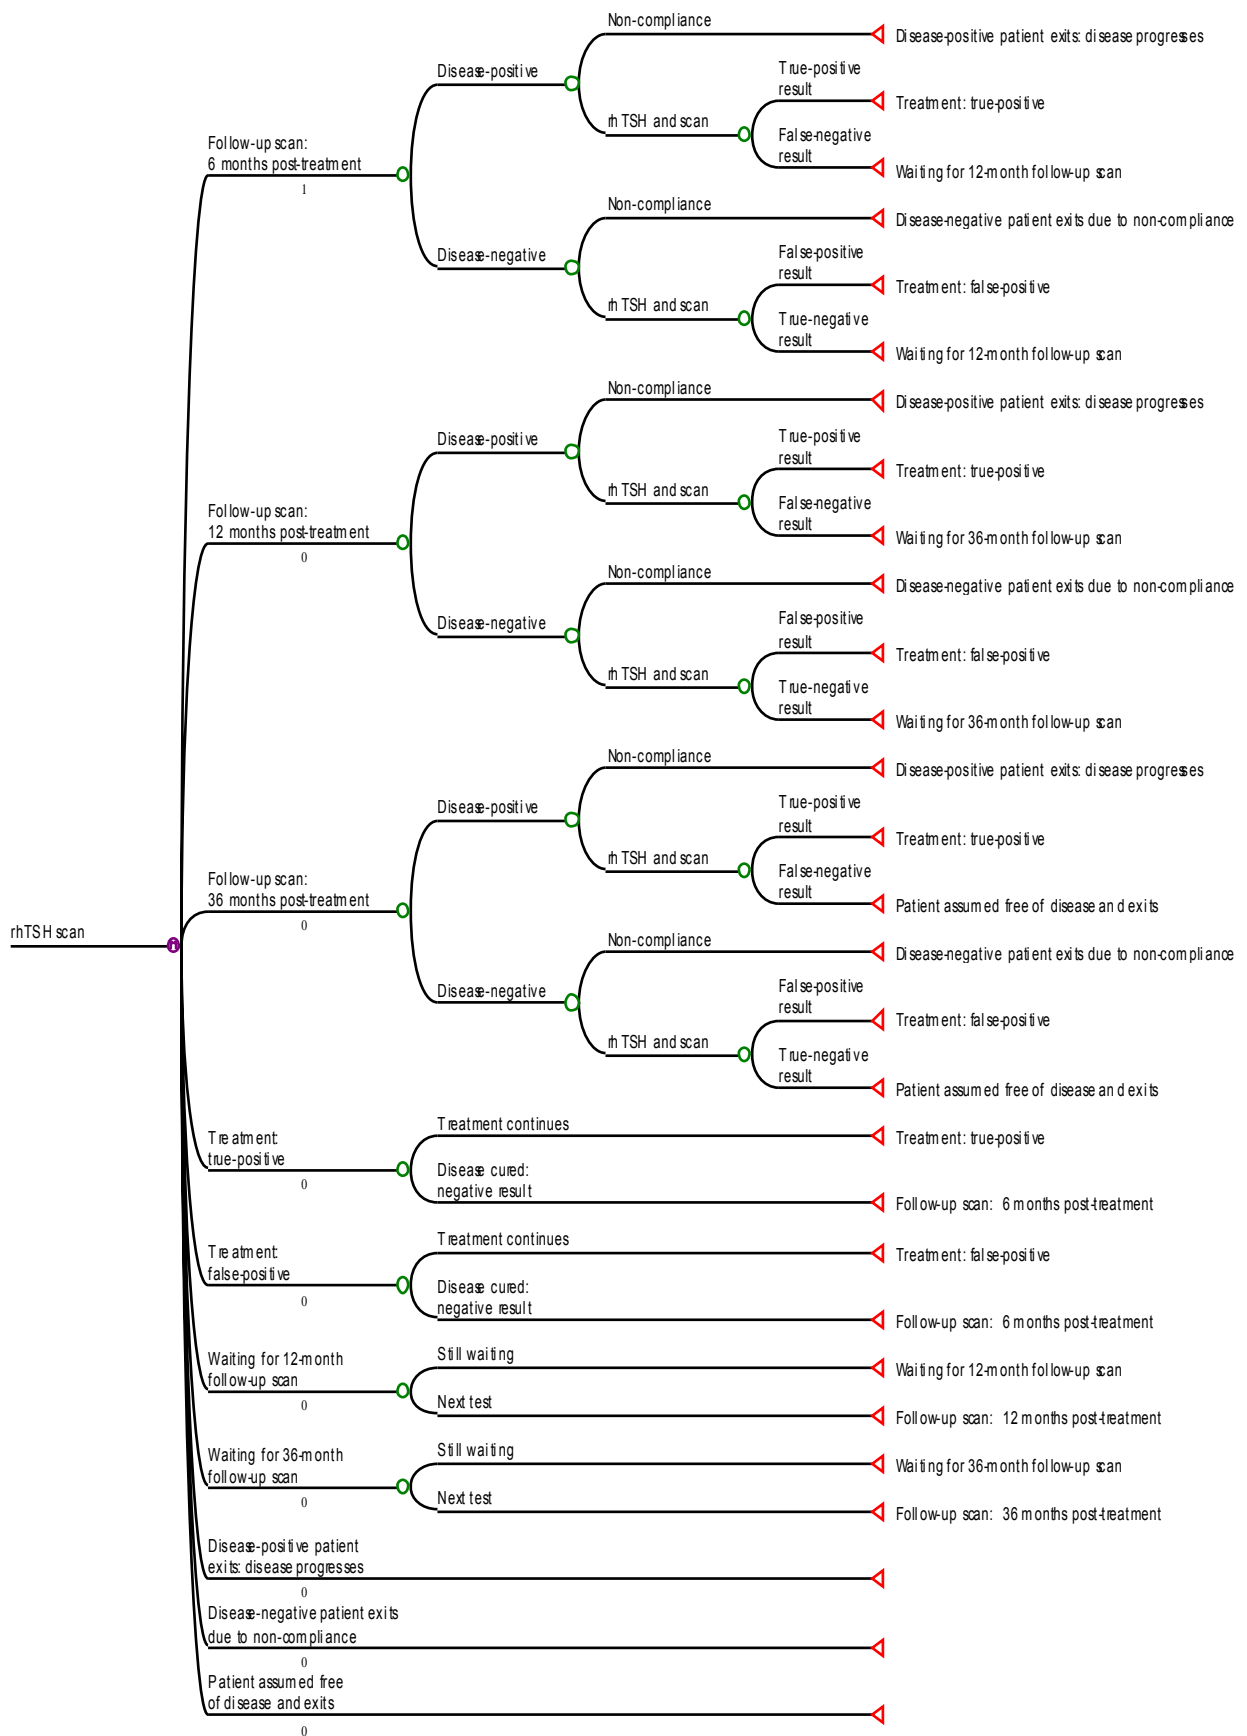 Non-compliance
Disease-positive patient exits: disease progresses
Disease-positive
True-positive
result
Treatment: true-positive
rhTSH and scan
False-negative
result
Waiting for 12-month follow-up scan
Follow-up scan:
6 months post-treatment
1
Non-compliance
Disease-negative patient exits due to non-compliance
Disease-negative
False-positive
result
Treatment: false-positive
rhTSH and scan
True-negative
result
Waiting for 12-month follow-up scan
Non-compliance
Disease-positive patient exits: disease progresses
Disease-positive
True-positive
result
Treatment: true-positive
rhTSH and scan
False-negative
result
Waiting for 36-month follow-up scan
Follow-up scan:
12 months post-treatment
0
Non-compliance
Disease-negative patient exits due to non-compliance
Disease-negative
False-positive
result
Treatment: false-positive
rhTSH and scan
True-negative
result
Waiting for 36-month follow-up scan
Non-compliance
Disease-positive patient exits: disease progresses
Disease-positive
True-positive
result
Treatment: true-positive
rhTSH and scan
False-negative
result
Patient assumed free of disease and exits
Follow-up scan:
36 months post-treatment
0
rhTSH scan
Non-compliance
Disease-negative patient exits due to non-compliance
Disease-negative
False-positive
result
Treatment: false-positive
rhTSH and scan
True-negative
result
Patient assumed free of disease and exits
Treatment:
true-positive
0
Treatment continues
Treatment: true-positive
Disease cured:
negative result
Follow-up scan: 6 months post-treatment
Treatment:
false-positive
0
Treatment continues
Treatment: false-positive
Disease cured:
negative result
Follow-up scan: 6 months post-treatment
Waiting for 12-month
follow-up scan
0
Still waiting
Waiting for 12-month follow-up scan
Next test
Follow-up scan: 12 months post-treatment
Waiting for 36-month
follow-up scan
0
Still waiting
Waiting for 36-month follow-up scan
Next test
Follow-up scan: 36 months post-treatment
Disease-positive patient
exits: disease progresses
0
Disease-negative patient exits
due to non-compliance
0
Patient assumed free
of disease and exits
0